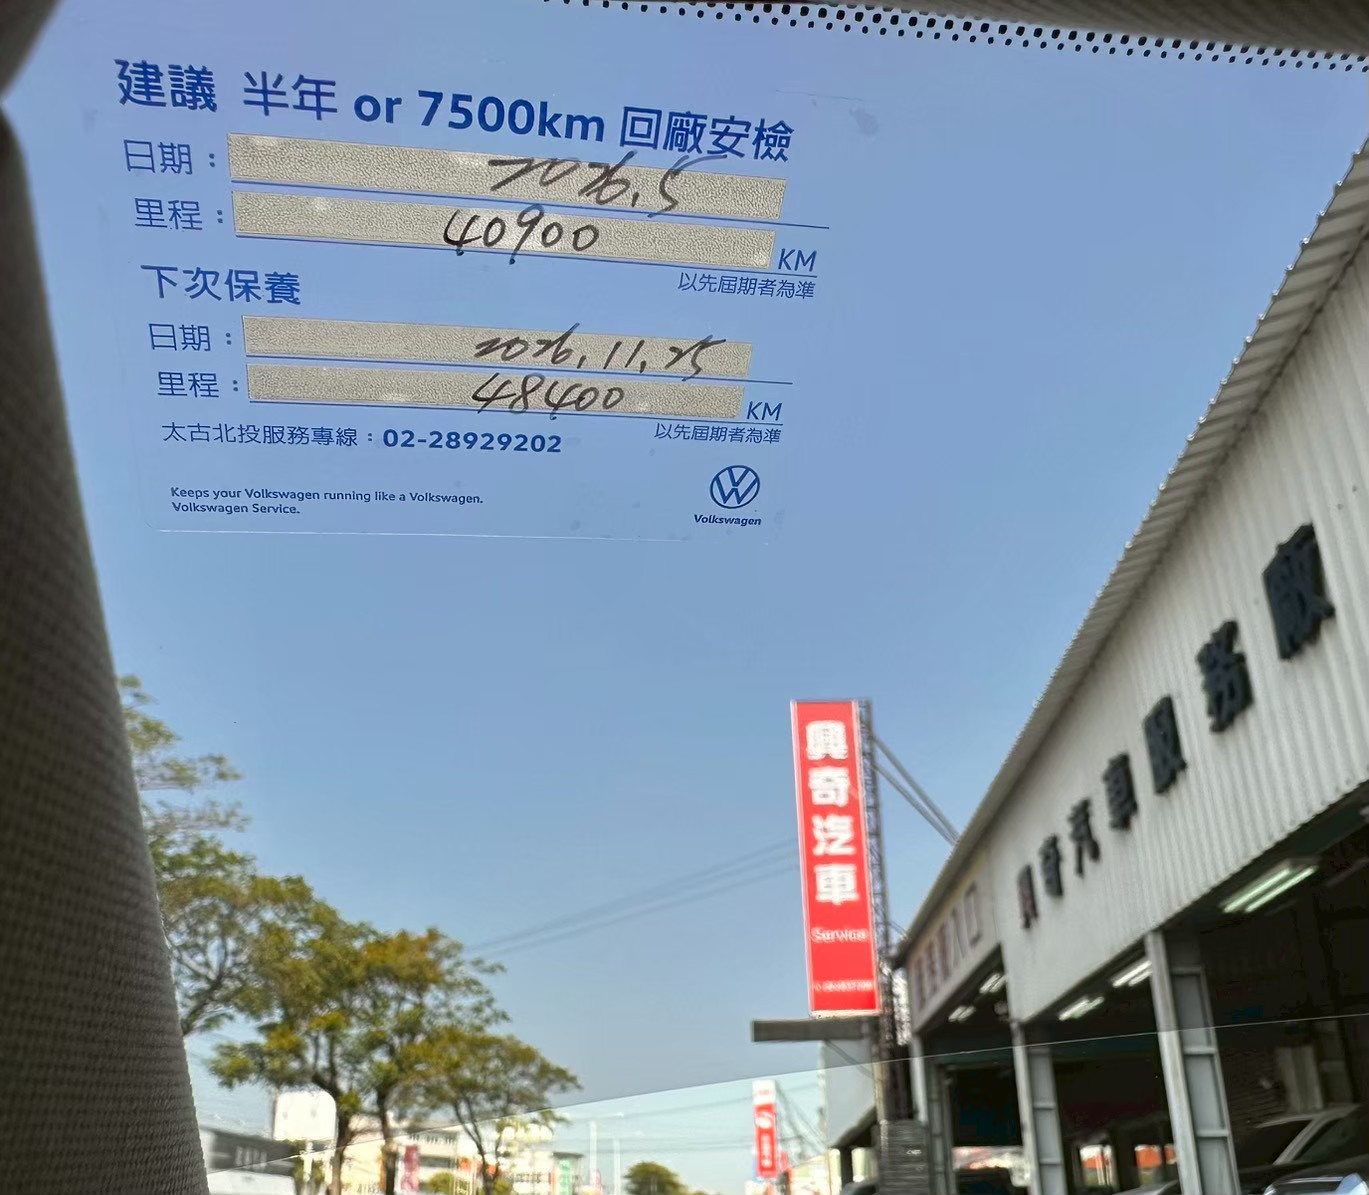 建議 半年 or 7500km 回廠安檢
日期：2026.5
里程：40900 KM
以先屆期者為準
下次保養
日期：2026.11.25
里程：48400 KM
以先屆期者為準
太古北投服務專線：02-28929202
Keeps your Volkswagen running like a Volkswagen.
Volkswagen Service.
Volkswagen
興奇汽車
Service
興奇汽車服務廠